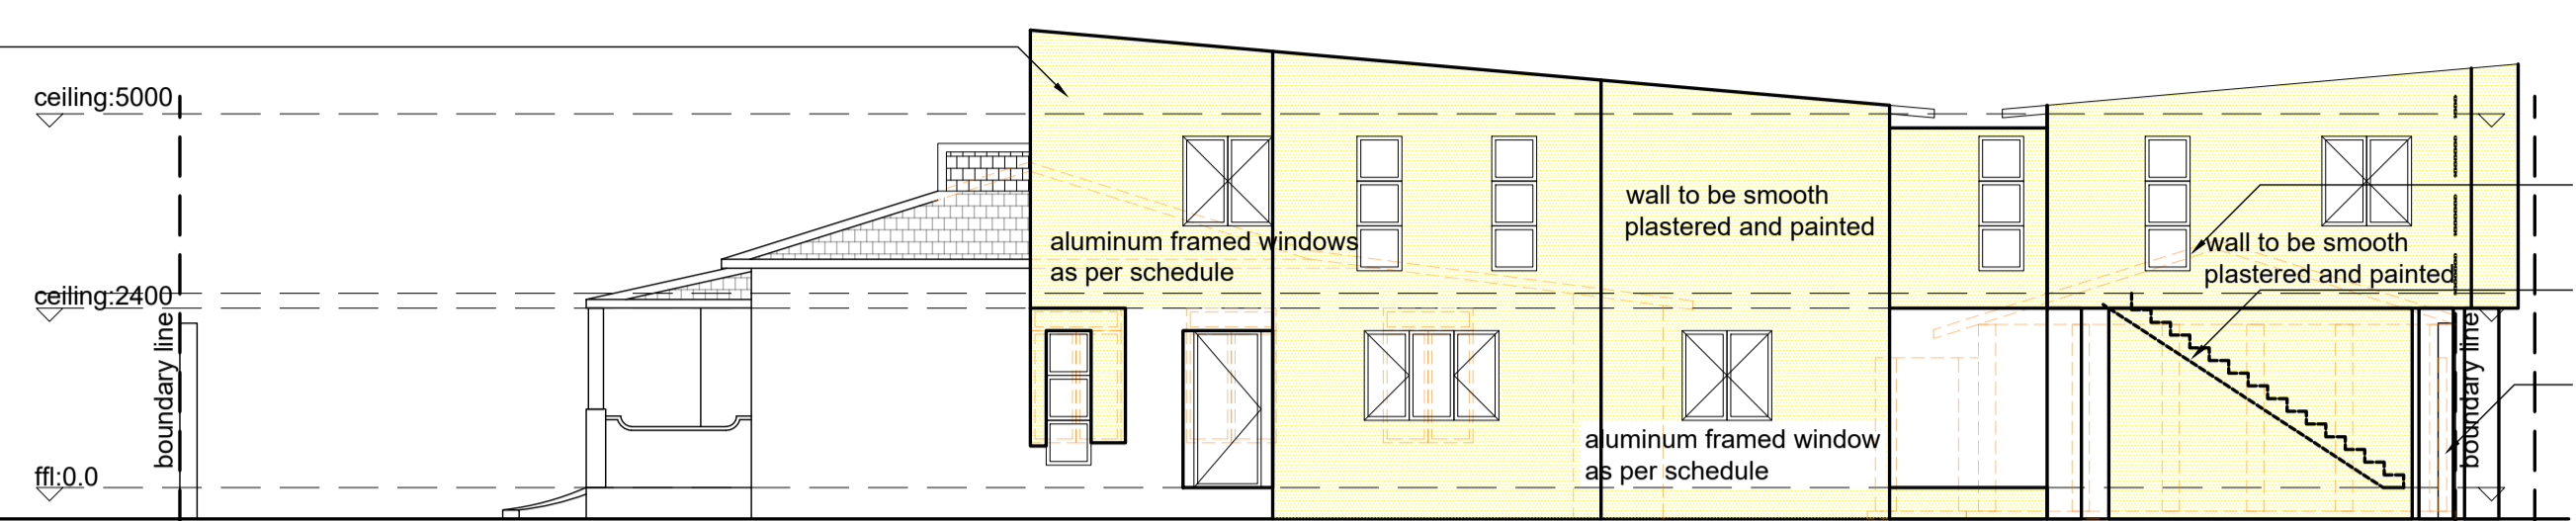 ceiling:5000
wall to be smooth
plastered and painted
aluminum framed windows
as per schedule
wall to be smooth
plastered and painted
ceiling:2400
boundary line
boundary line
aluminum framed window
as per schedule
ffl:0.0